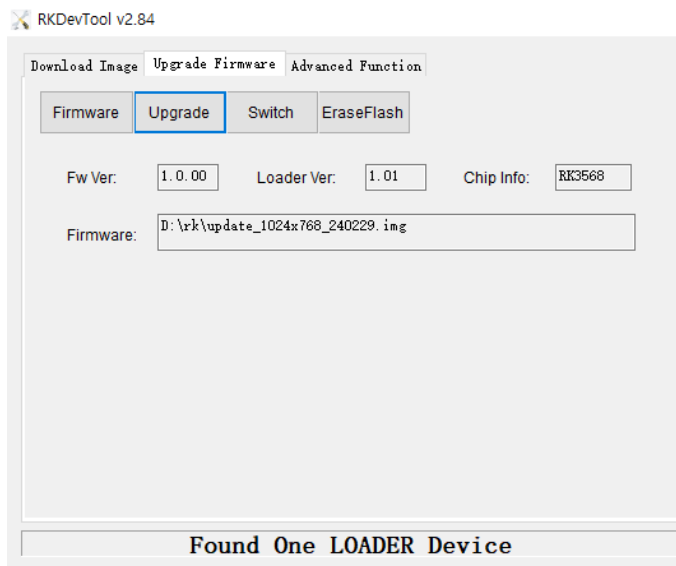 RKDevTool v2.84
Download Image Upgrade Firmware Advanced Function
Firmware Upgrade Switch EraseFlash
Fw Ver: 1.0.00 Loader Ver: 1.01 Chip Info: RK3568
Firmware: D:\rk\update_1024x768_240229.img
Found One LOADER Device